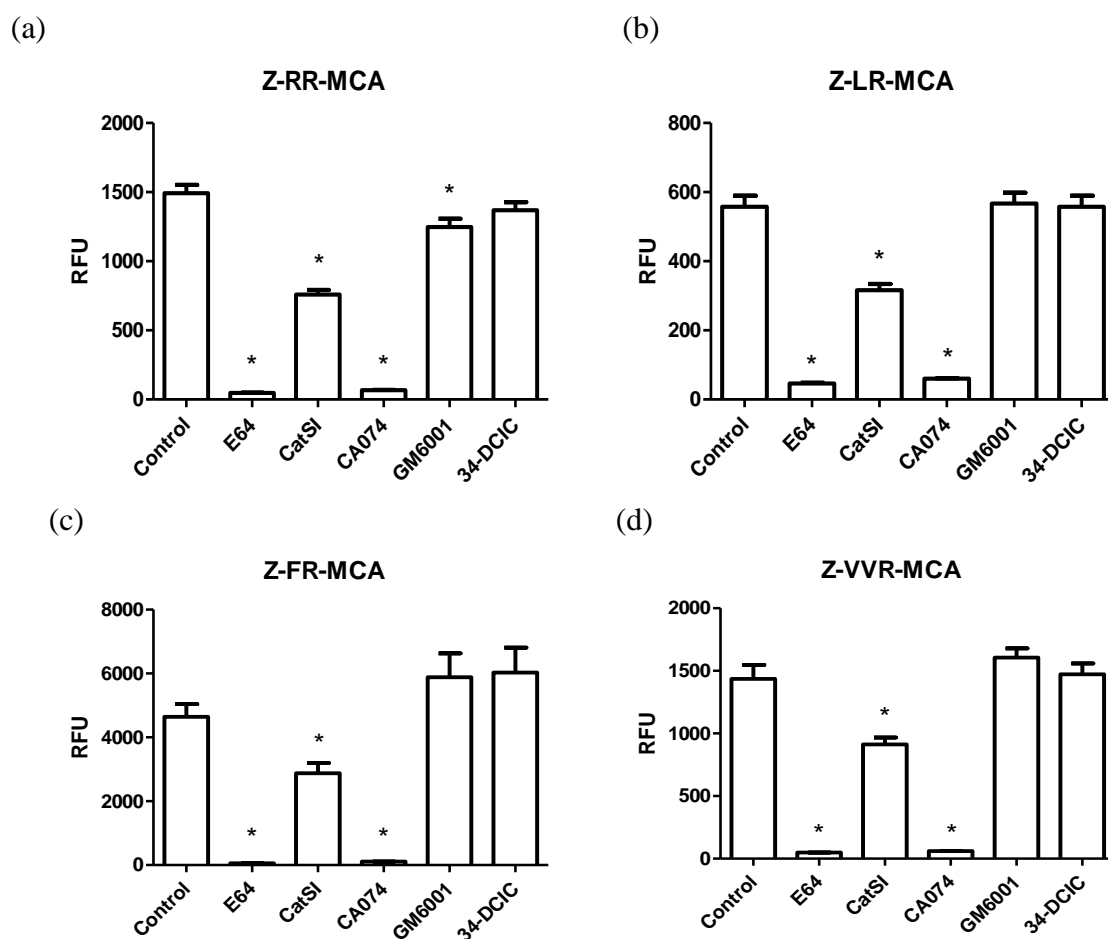 (a)
Z-RR-MCA
2000
1500
1000
500
0
RFU
*
*
*
*
Control
E64
CatSI
CA074
GM6001
34-DCIC
(b)
Z-LR-MCA
800
600
400
200
0
RFU
*
*
*
Control
E64
CatSI
CA074
GM6001
34-DCIC
(c)
Z-FR-MCA
8000
6000
4000
2000
0
RFU
*
*
*
Control
E64
CatSI
CA074
GM6001
34-DCIC
(d)
Z-VVR-MCA
2000
1500
1000
500
0
RFU
*
*
*
Control
E64
CatSI
CA074
GM6001
34-DCIC